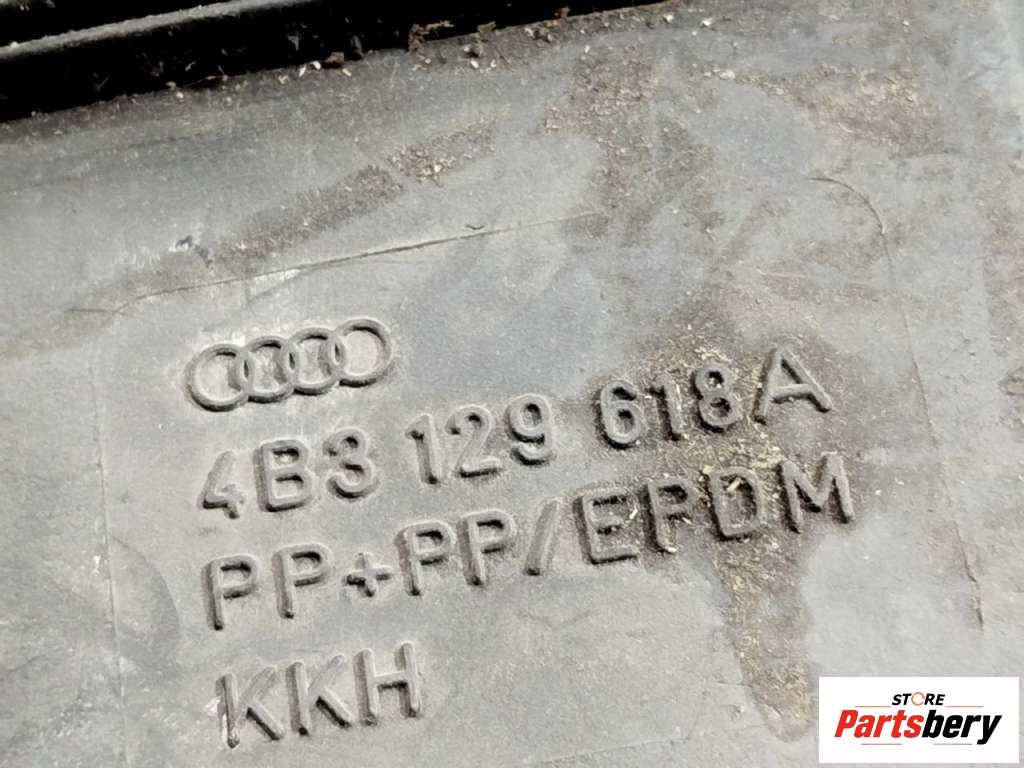 4B3 129 618A
PP+PP/EPDM
KKH
STORE
Partsbery